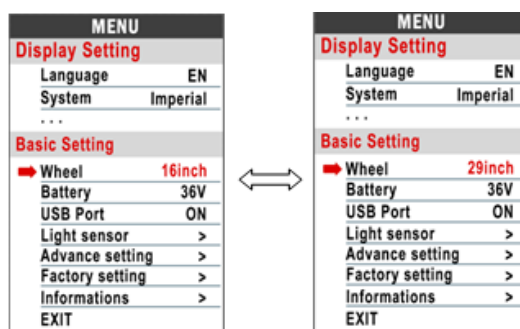 MENU
Display Setting
Language EN
System Imperial
. . .
Basic Setting
Wheel 16inch
Battery 36V
USB Port ON
Light sensor >
Advance setting >
Factory setting >
Informations >
EXIT
MENU
Display Setting
Language EN
System Imperial
. . .
Basic Setting
Wheel 29inch
Battery 36V
USB Port ON
Light sensor >
Advance setting >
Factory setting >
Informations >
EXIT